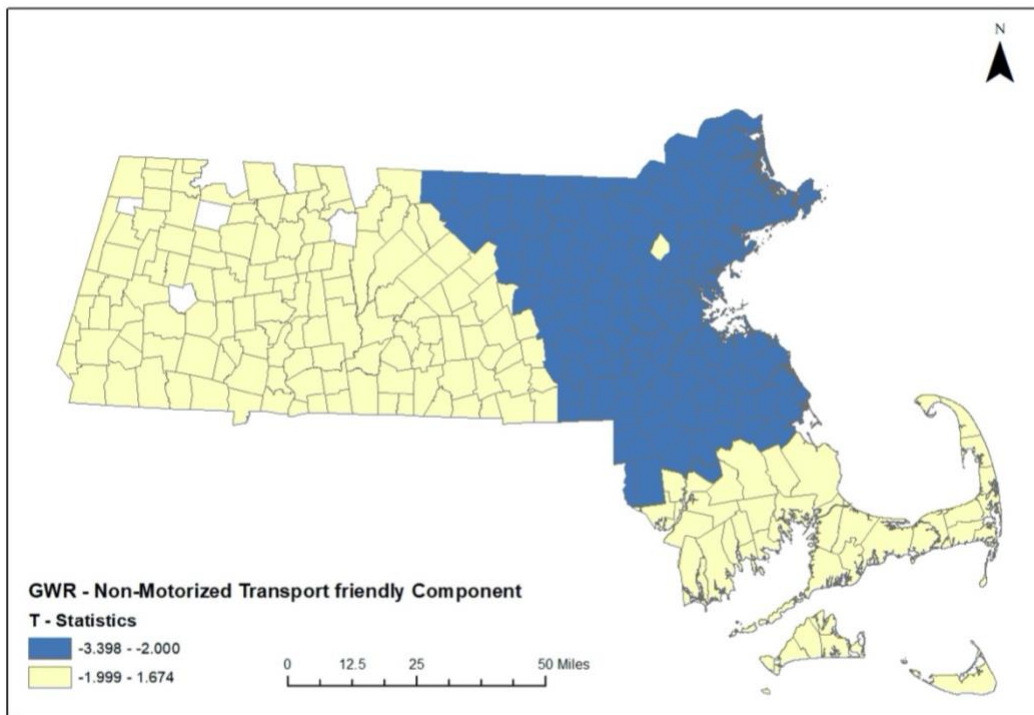 N
GWR - Non-Motorized Transport friendly Component
T - Statistics
-3.398 - -2.000
-1.999 - 1.674
0 12.5 25 50 Miles